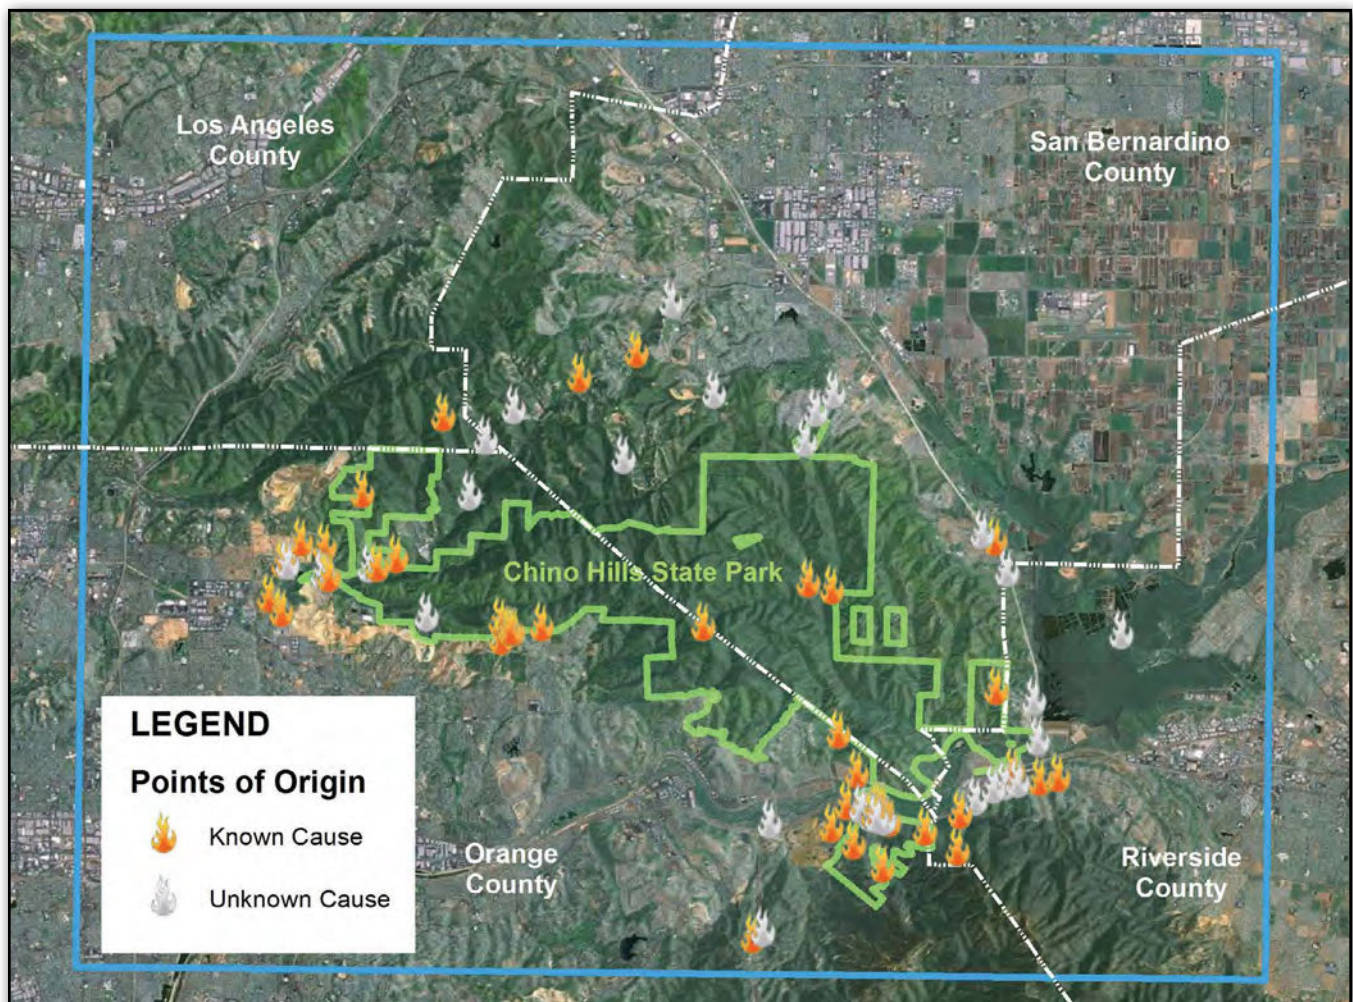 Los Angeles
County
San Bernardino
County
Chino Hills State Park
LEGEND
Points of Origin
Known Cause
Unknown Cause
Orange
County
Riverside
County